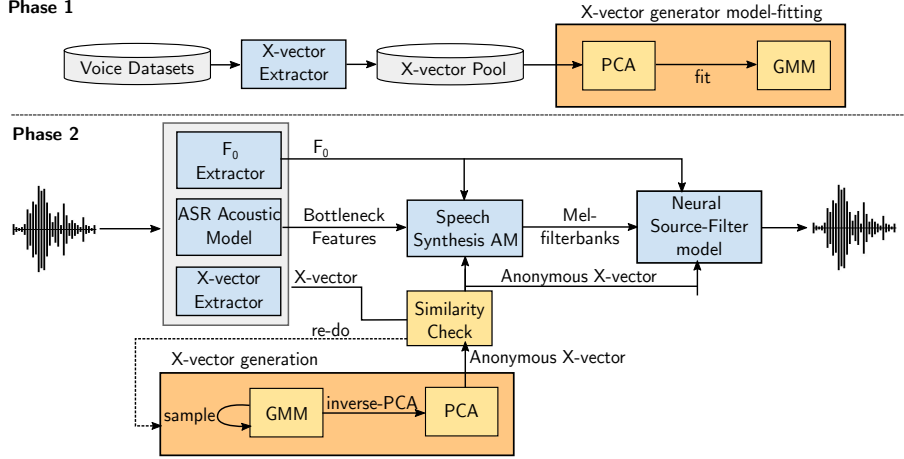 Phase 1
X-vector generator model-fitting
Voice Datasets
X-vector
Extractor
X-vector Pool
PCA
fit
GMM
Phase 2
F₀
Extractor
F₀
ASR Acoustic
Model
Bottleneck
Features
Speech
Synthesis AM
Mel-
filterbanks
Neural
Source-Filter
model
X-vector
Extractor
X-vector
Anonymous X-vector
Similarity
Check
re-do
Anonymous X-vector
X-vector generation
sample
GMM
inverse-PCA
PCA